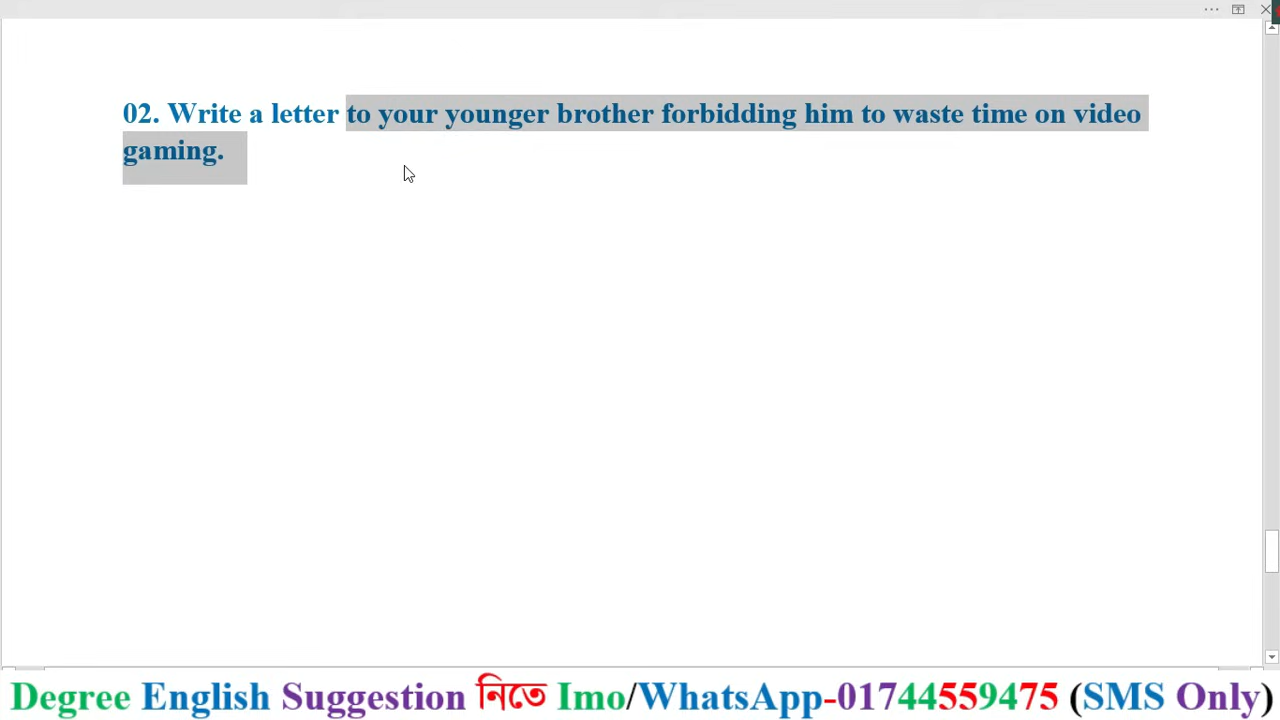 02. Write a letter to your younger brother forbidding him to waste time on video
gaming.
Degree English Suggestion নিতে Imo/WhatsApp-01744559475 (SMS Only)